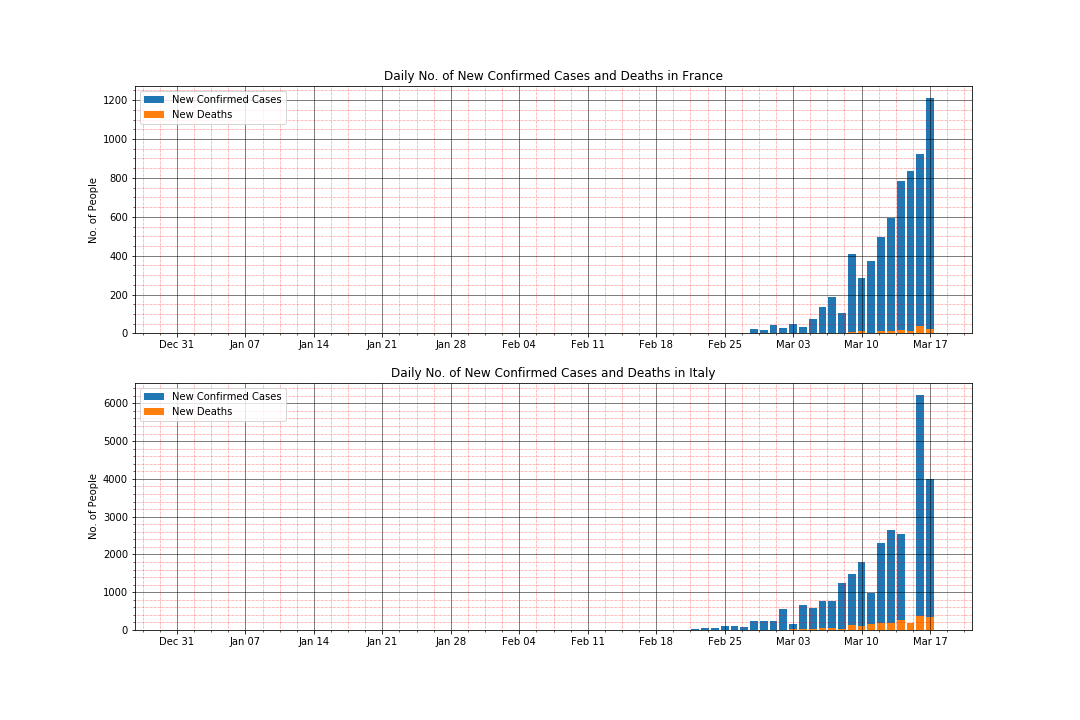 Daily No. of New Confirmed Cases and Deaths in France
New Confirmed Cases
New Deaths
No. of People
1200
1000
800
600
400
200
0
Dec 31 Jan 07 Jan 14 Jan 21 Jan 28 Feb 04 Feb 11 Feb 18 Feb 25 Mar 03 Mar 10 Mar 17
Daily No. of New Confirmed Cases and Deaths in Italy
New Confirmed Cases
New Deaths
No. of People
6000
5000
4000
3000
2000
1000
0
Dec 31 Jan 07 Jan 14 Jan 21 Jan 28 Feb 04 Feb 11 Feb 18 Feb 25 Mar 03 Mar 10 Mar 17